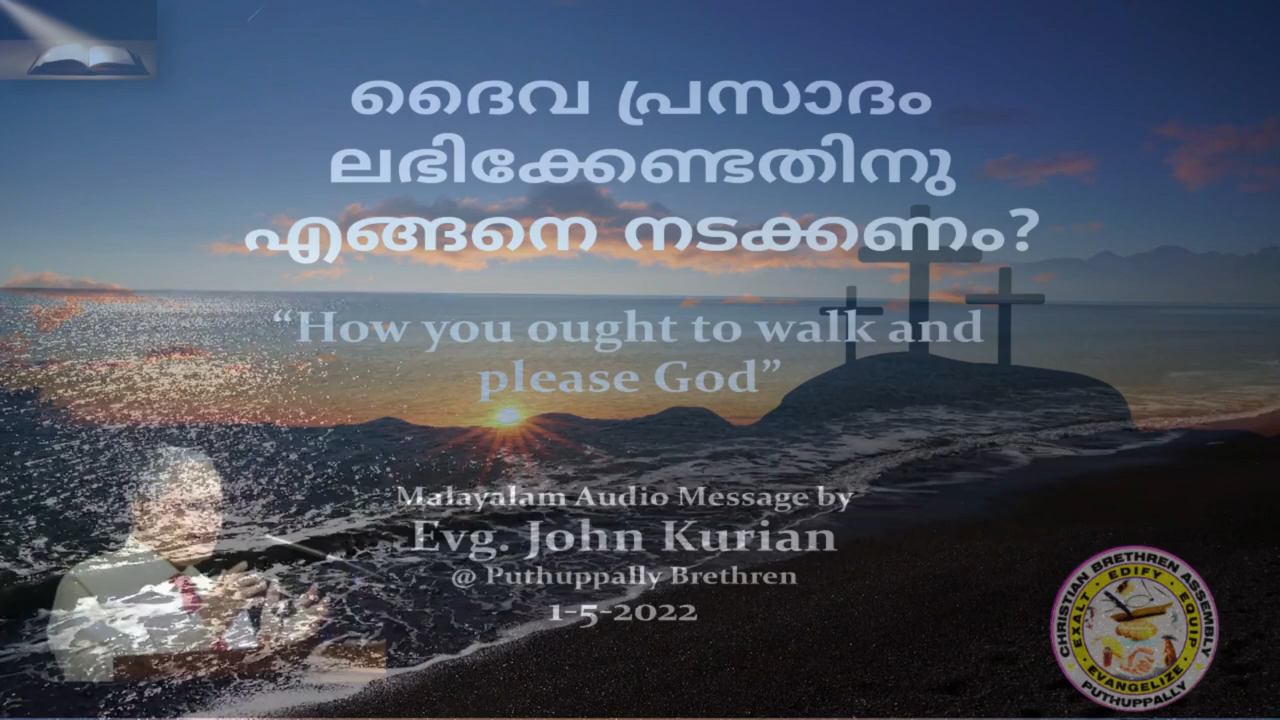 ദൈവ പ്രസാദം
ലഭിക്കേണ്ടതിനു
എങ്ങനെ നടക്കണം?
“How you ought to walk and
please God”
Malayalam Audio Message by
Evg. John Kurian
@ Puthuppally Brethren
1-5-2022
CHRISTIAN BRETHREN ASSEMBLY
EXALT • EDIFY • EQUIP
EVANGELIZE
PUTHUPPALLY